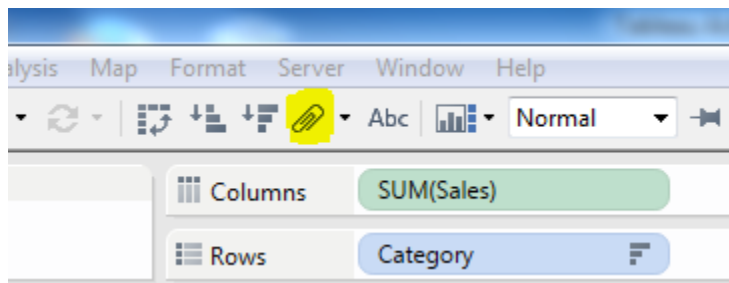 alysis Map Format Server Window Help
Abc Normal
Columns SUM(Sales)
Rows Category